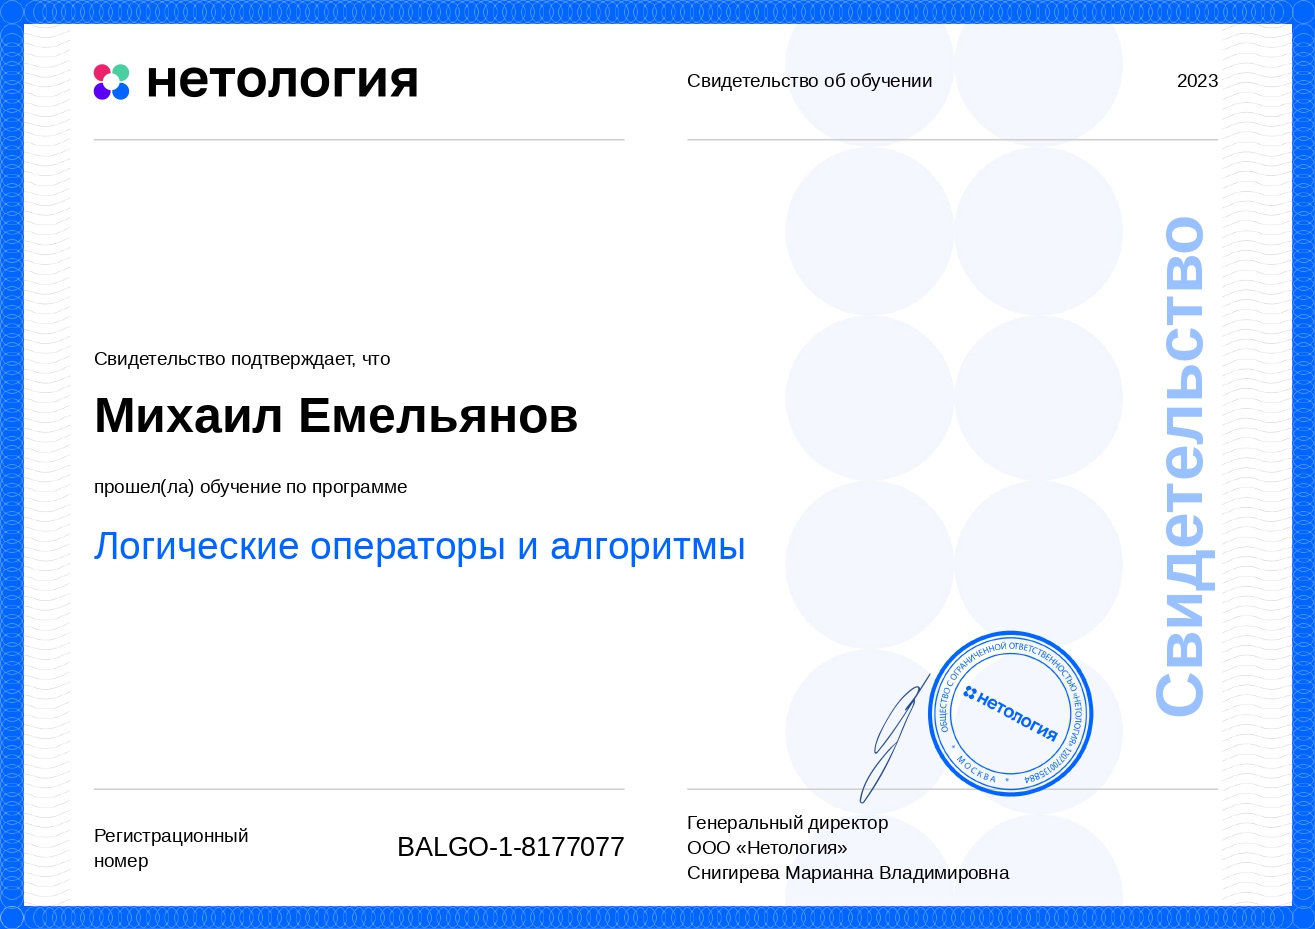 нетология
Свидетельство об обучении
2023
Свидетельство подтверждает, что
Михаил Емельянов
прошел(ла) обучение по программе
Логические операторы и алгоритмы
Свидетельство
ОБЩЕСТВО С ОГРАНИЧЕННОЙ ОТВЕТСТВЕННОСТЬЮ «НЕТОЛОГИЯ» 1207700135884
* МОСКВА *
нетология
Регистрационный
номер
BALGO-1-8177077
Генеральный директор
ООО «Нетология»
Снигирева Марианна Владимировна